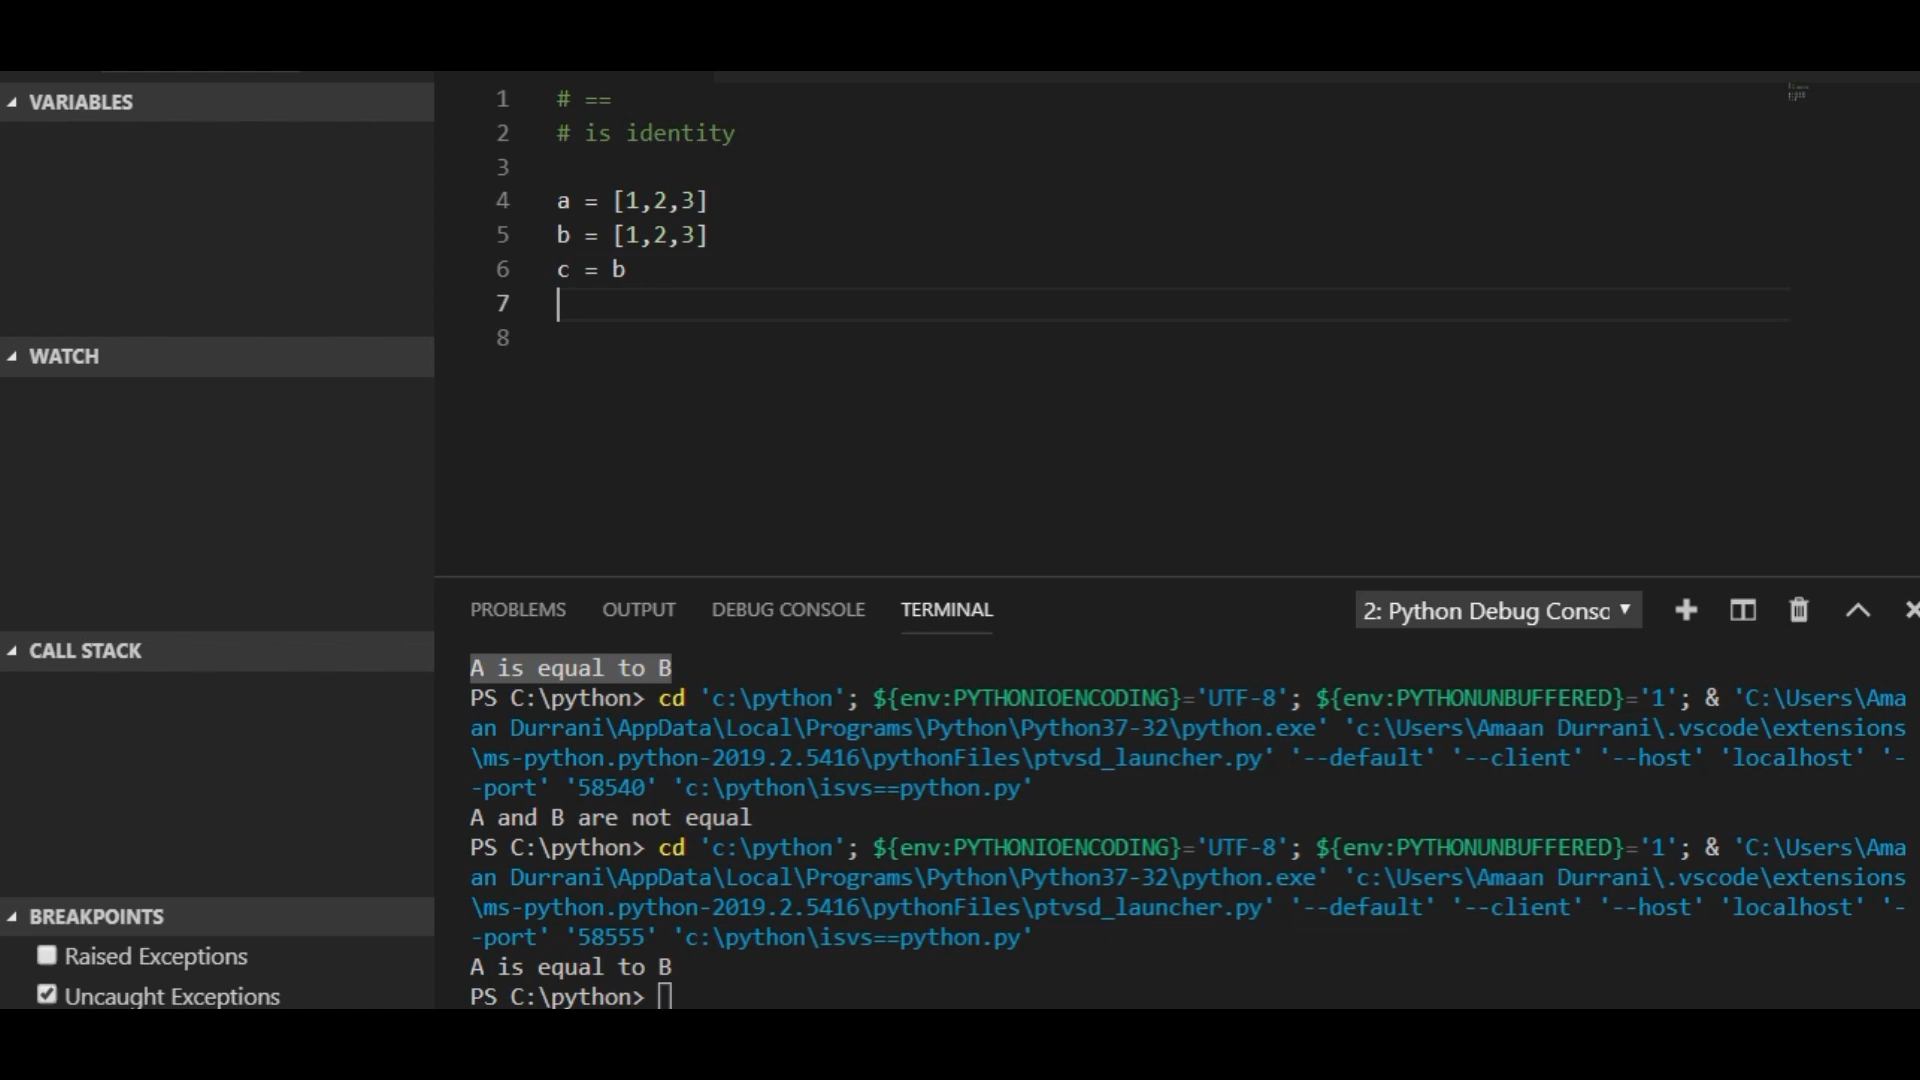 VARIABLES
WATCH
CALL STACK
BREAKPOINTS
Raised Exceptions
Uncaught Exceptions
1 # ==
2 # is identity
3
4 a = [1,2,3]
5 b = [1,2,3]
6 c = b
7
8
PROBLEMS OUTPUT DEBUG CONSOLE TERMINAL 2: Python Debug Consc
A is equal to B
PS C:\python> cd 'c:\python'; ${env:PYTHONIOENCODING}='UTF-8'; ${env:PYTHONUNBUFFERED}='1'; & 'C:\Users\Ama
an Durrani\AppData\Local\Programs\Python\Python37-32\python.exe' 'c:\Users\Amaan Durrani\.vscode\extensions
\ms-python.python-2019.2.5416\pythonFiles\ptvsd_launcher.py' '--default' '--client' '--host' 'localhost' '-
-port' '58540' 'c:\python\isvs==python.py'
A and B are not equal
PS C:\python> cd 'c:\python'; ${env:PYTHONIOENCODING}='UTF-8'; ${env:PYTHONUNBUFFERED}='1'; & 'C:\Users\Ama
an Durrani\AppData\Local\Programs\Python\Python37-32\python.exe' 'c:\Users\Amaan Durrani\.vscode\extensions
\ms-python.python-2019.2.5416\pythonFiles\ptvsd_launcher.py' '--default' '--client' '--host' 'localhost' '-
-port' '58555' 'c:\python\isvs==python.py'
A is equal to B
PS C:\python>